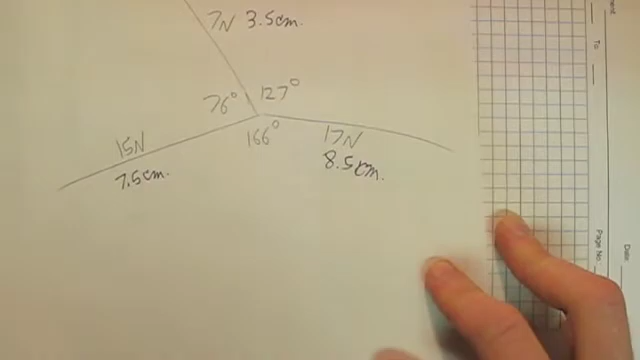 7N 3.5cm.
76° 127°
166°
15N
7.5cm.
17N
8.5cm.
To
Page No.
Date: